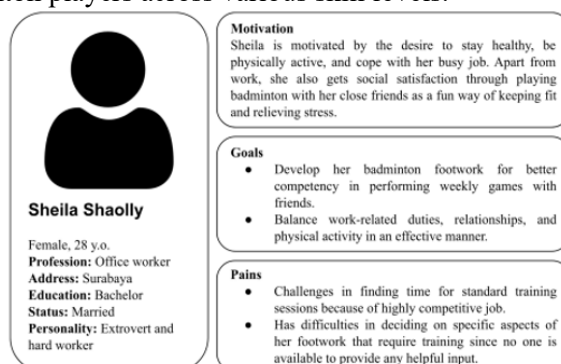 Sheila Shaolly
Female, 28 y.o.
Profession: Office worker
Address: Surabaya
Education: Bachelor
Status: Married
Personality: Extrovert and
hard worker
Motivation
Sheila is motivated by the desire to stay healthy, be
physically active, and cope with her busy job. Apart from
work, she also gets social satisfaction through playing
badminton with her close friends as a fun way of keeping fit
and relieving stress.
Goals
● Develop her badminton footwork for better
competency in performing weekly games with
friends.
● Balance work-related duties, relationships, and
physical activity in an effective manner.
Pains
● Challenges in finding time for standard training
sessions because of highly competitive job.
● Has difficulties in deciding on specific aspects of
her footwork that require training since no one is
available to provide any helpful input.